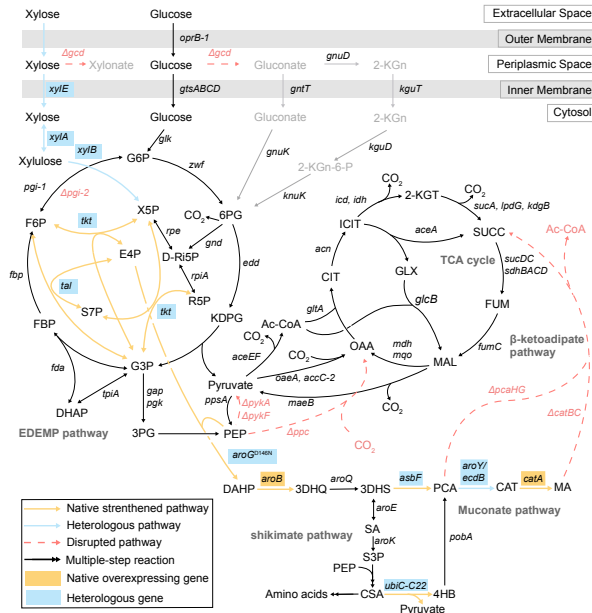 Xylose
Glucose
Extracellular Space
oprB-1
Outer Membrane
Xylose
Δgcd
Xylonate
Glucose
Δgcd
Gluconate
gnuD
2-KGn
Periplasmic Space
xylE
gtsABCD
gntT
kguT
Inner Membrane
Cytosol
Xylose
Glucose
Gluconate
2-KGn
xylA
xylB
glk
gnuK
kguD
Xylulose
G6P
zwf
2-KGn-6-P
knuK
pgi-1
Δpgi-2
icd, idh
CO2
2-KGT
CO2
sucA, lpdG, kdgB
F6P
tkt
X5P
CO2
6PG
ICIT
aceA
SUCC
Ac-CoA
rpe
gnd
E4P
D-Ri5P
edd
acn
TCA cycle
sucDC
sdhBACD
fbp
tal
rpiA
CIT
GLX
S7P
tkt
R5P
gltA
glcB
FUM
FBP
KDPG
Ac-CoA
CO2
aceEF
CO2
OAA
mdh
mqo
fumC
β-ketoadipate
pathway
fda
G3P
MAL
tpiA
Pyruvate
oaeA, accC-2
ΔpcaHG
DHAP
gap
pgk
ppsA
ΔpykA
ΔpykF
maeB
CO2
ΔcatBC
EDEMP pathway
3PG
PEP
Δppc
CO2
aroGD146N
aroB
aroQ
asbF
aroY/
ecdB
catA
DAHP
3DHQ
3DHS
PCA
CAT
MA
aroE
Muconate pathway
SA
shikimate pathway
aroK
pobA
S3P
PEP
ubiC-C22
Amino acids
CSA
4HB
Pyruvate
Native strenthened pathway
Heterologous pathway
Disrupted pathway
Multiple-step reaction
Native overexpressing gene
Heterologous gene